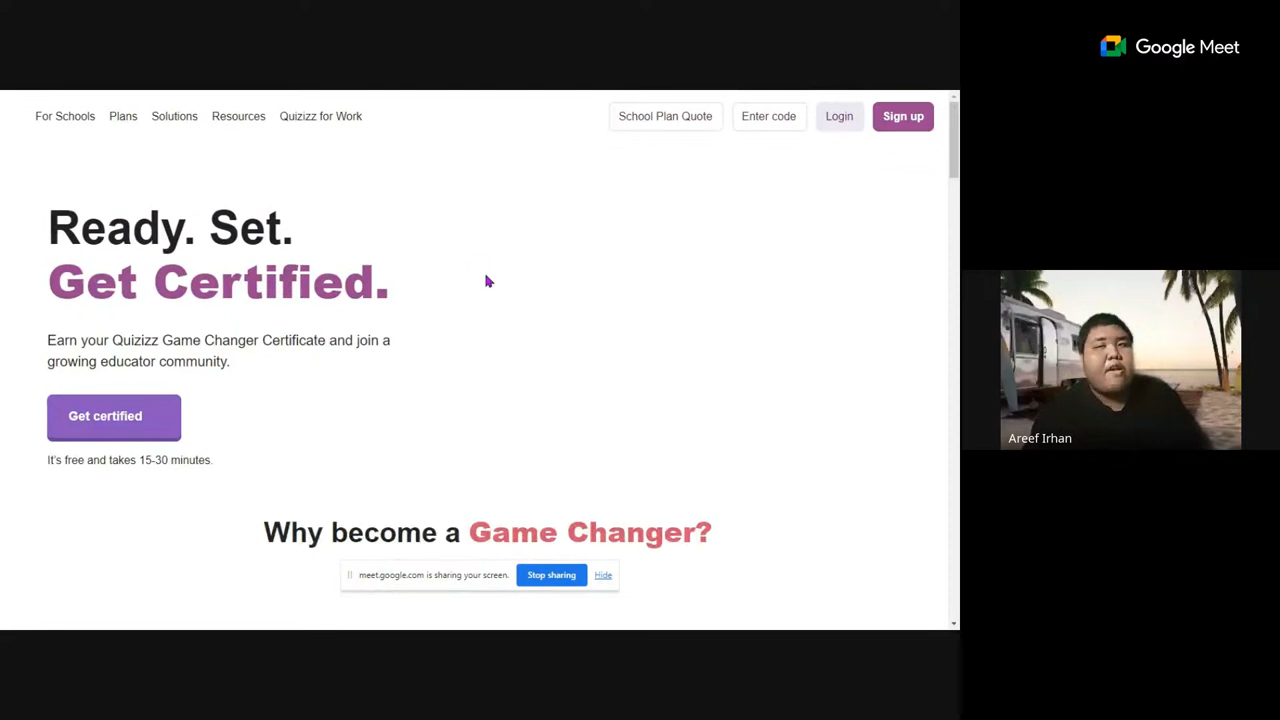 Google Meet
For Schools Plans Solutions Resources Quizizz for Work School Plan Quote Enter code Login Sign up
Ready. Set.
Get Certified.
Earn your Quizizz Game Changer Certificate and join a
growing educator community.
Get certified
It's free and takes 15-30 minutes.
Why become a Game Changer?
meet.google.com is sharing your screen. Stop sharing Hide
Areef Irhan